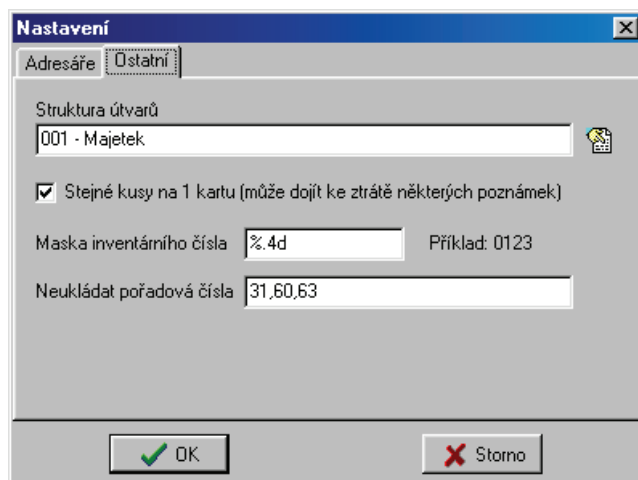 Nastavení
Adresáře Ostatní
Struktura útvarů
001 - Majetek
Stejné kusy na 1 kartu (může dojít ke ztrátě některých poznámek)
Maska inventárního čísla %.4d Příklad: 0123
Neukládat pořadová čísla 31,60,63
OK Storno